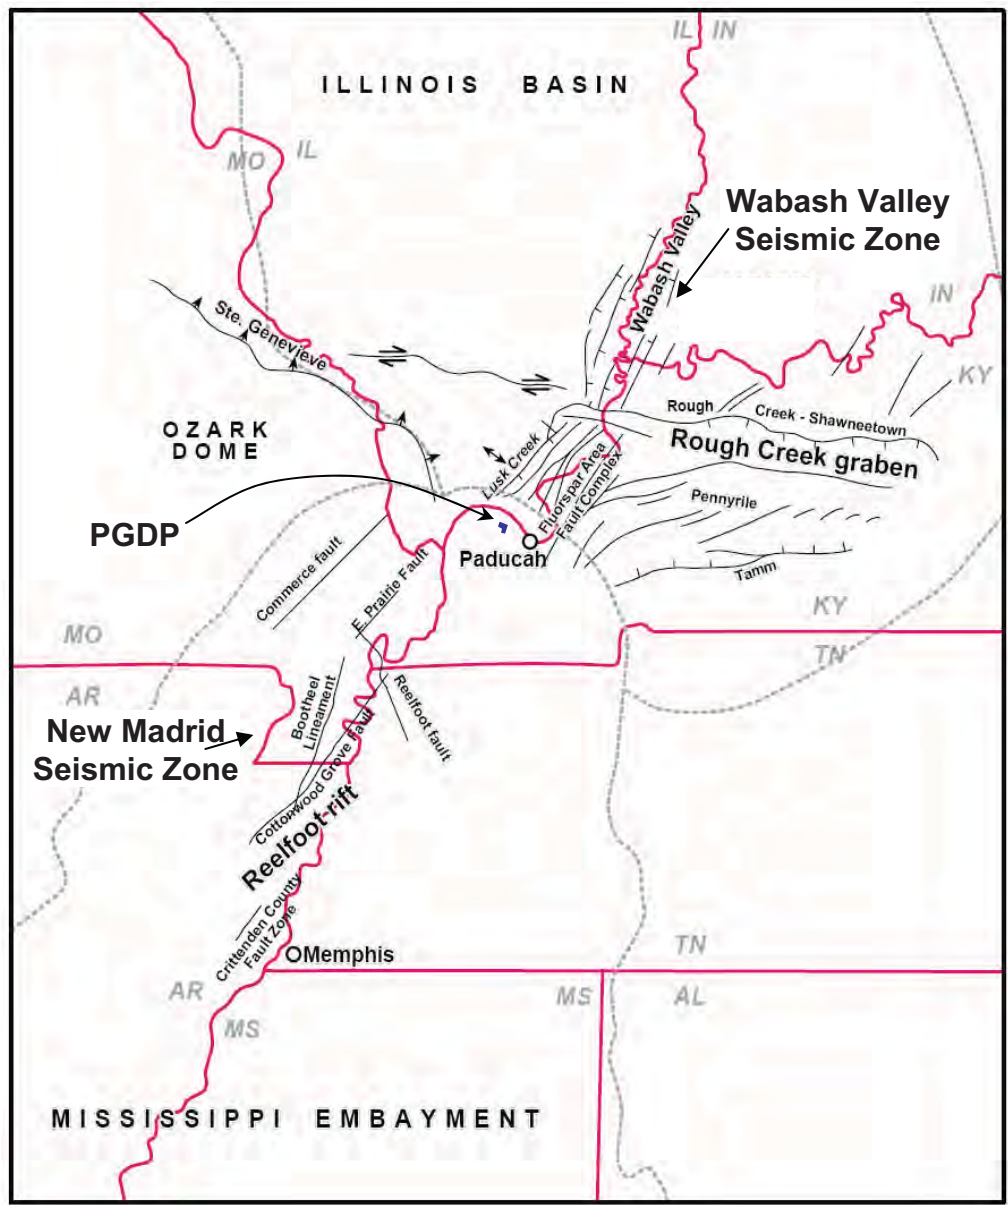 IL IN
ILLINOIS BASIN
MO IL
Wabash Valley
Seismic Zone
Wabash Valley
IN
Ste. Genevieve
KY
Rough Creek - Shawneetown
Rough Creek graben
OZARK
DOME
Lusk Creek
Fluorspar Area
Fault Complex
Pennyrile
PGDP
Paducah
Tamm
Commerce fault
E. Prairie Fault
KY
MO
TN
AR
Bootheel
Lineament
Reelfoot fault
New Madrid
Seismic Zone
Cottonwood Grove Fault
Reelfoot rift
Crittenden County
Fault Zone
Memphis
TN
AR
MS
MS
AL
MISSISSIPPI EMBAYMENT